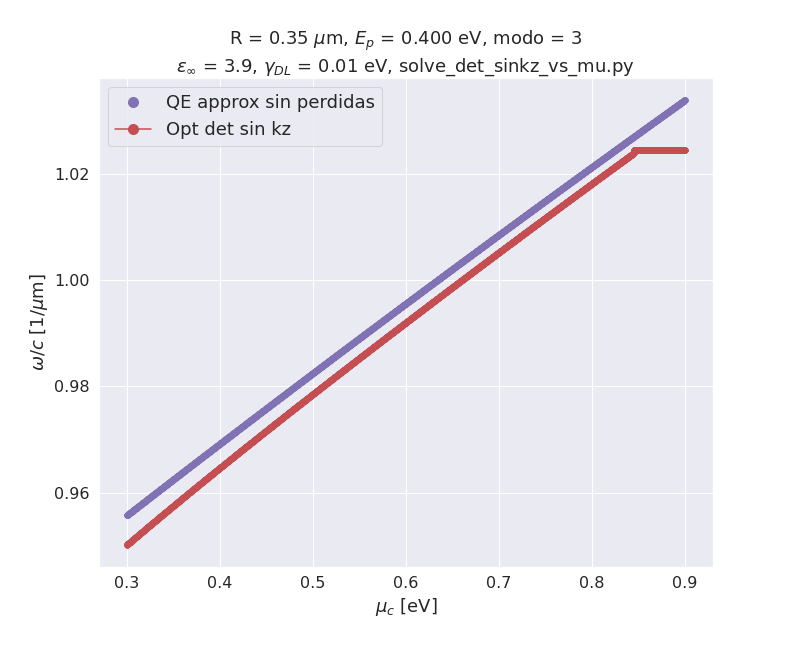 R = 0.35 μm, E_p = 0.400 eV, modo = 3
ε_∞ = 3.9, γ_DL = 0.01 eV, solve_det_sinkz_vs_mu.py
QE approx sin perdidas
Opt det sin kz
1.02
1.00
0.98
0.96
ω/c [1/μm]
0.3 0.4 0.5 0.6 0.7 0.8 0.9
μ_c [eV]